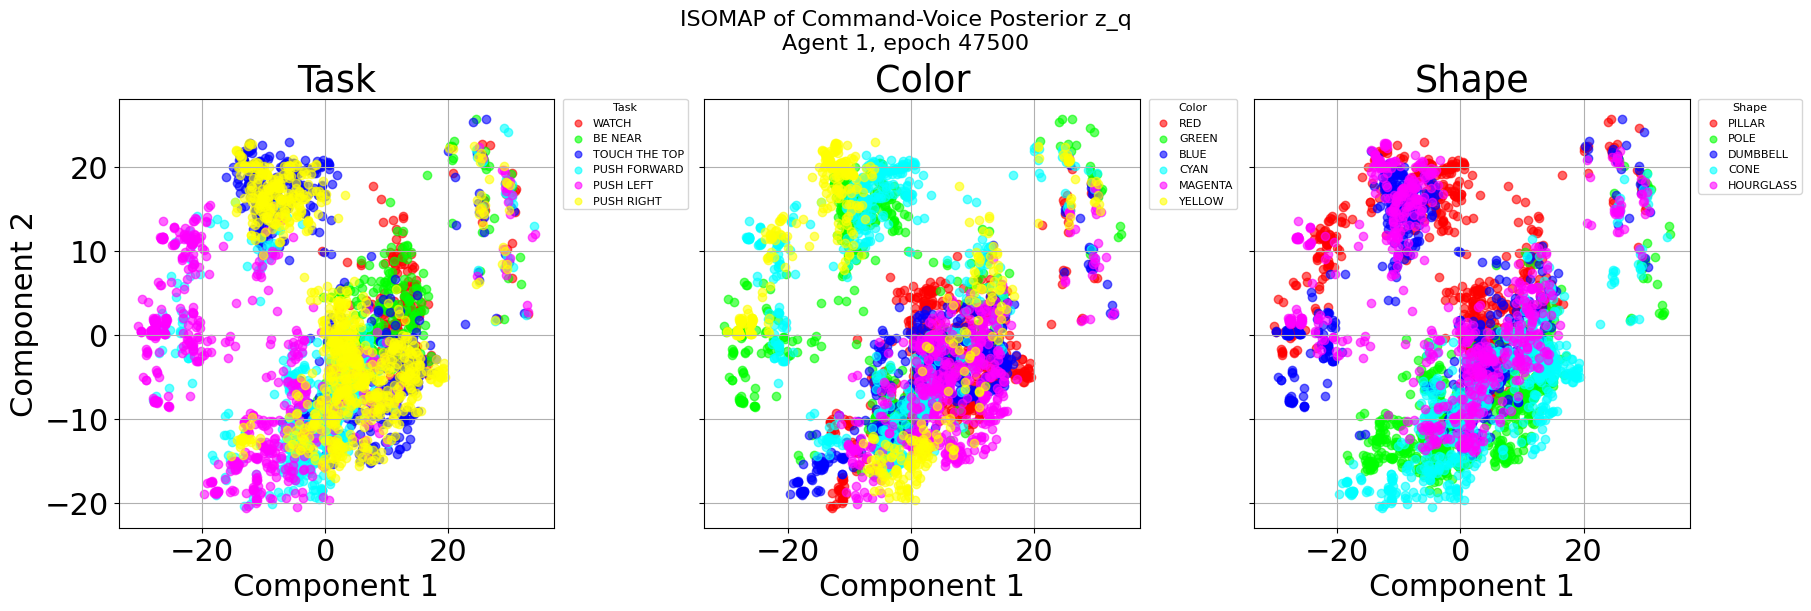 ISOMAP of Command-Voice Posterior z_q
Agent 1, epoch 47500
Task
Color
Shape
Task
WATCH
BE NEAR
TOUCH THE TOP
PUSH FORWARD
PUSH LEFT
PUSH RIGHT
Color
RED
GREEN
BLUE
CYAN
MAGENTA
YELLOW
Shape
PILLAR
POLE
DUMBBELL
CONE
HOURGLASS
Component 2
20
10
0
−10
−20
−20 0 20
−20 0 20
−20 0 20
Component 1
Component 1
Component 1